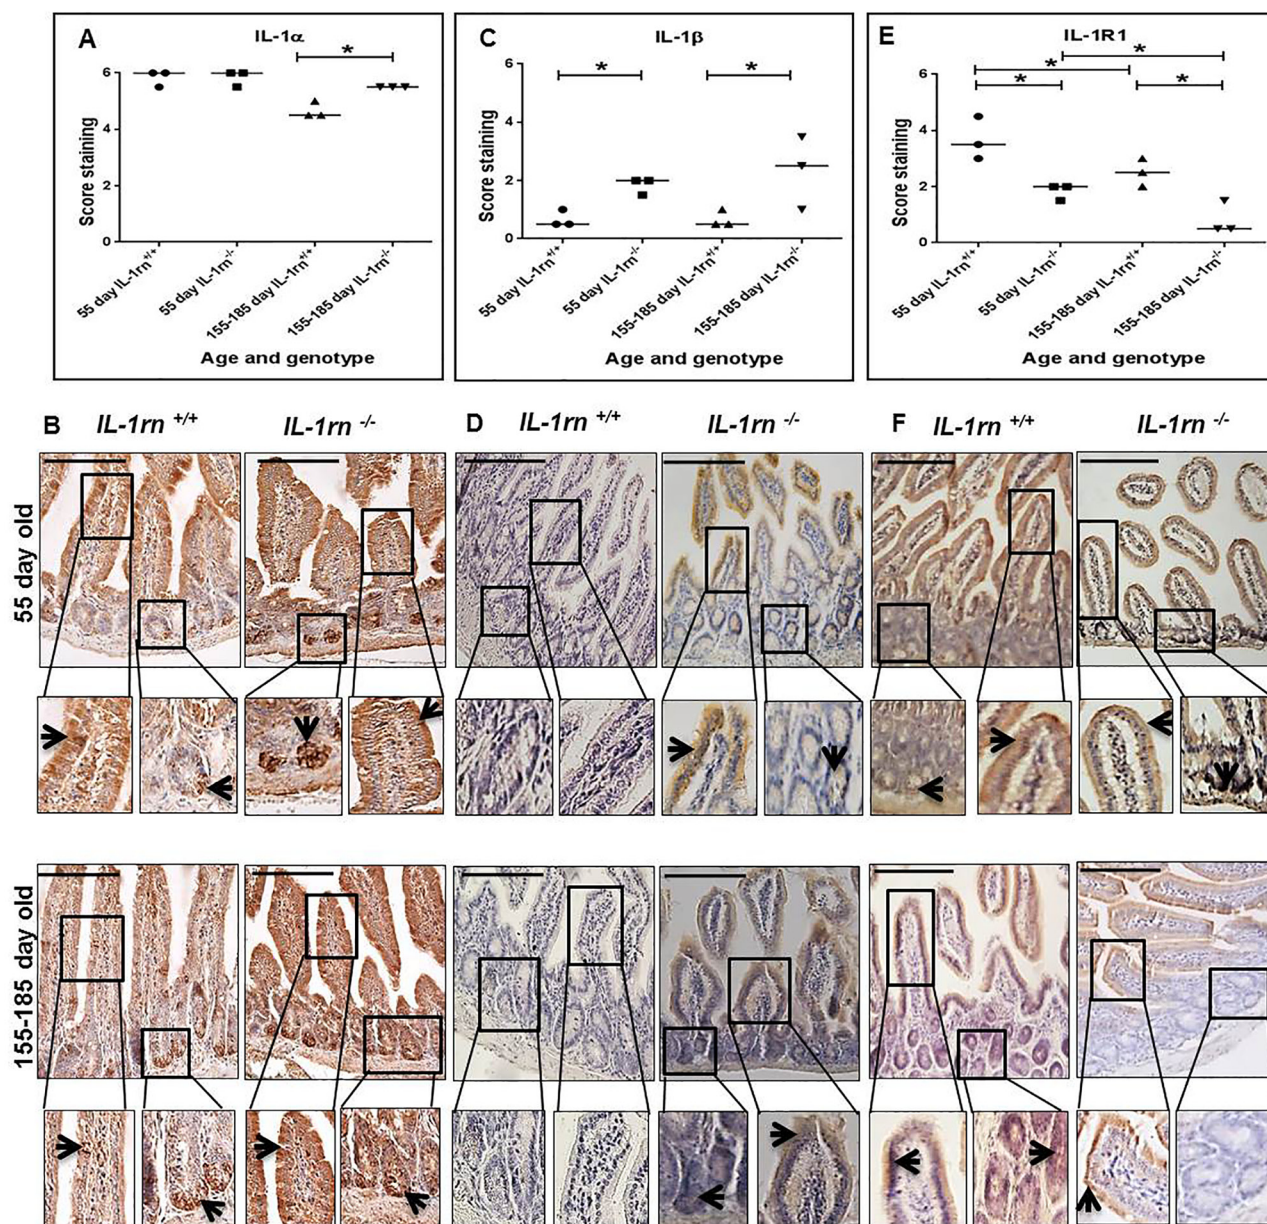 A
IL-1α
*
Score staining
6
4
2
0
55 day IL-1rn+/+
55 day IL-1rn-/-
155-185 day IL-1rn+/+
155-185 day IL-1rn-/-
Age and genotype
C
IL-1β
*
*
Score staining
6
4
2
0
55 day IL-1rn+/+
55 day IL-1rn-/-
155-185 day IL-1rn+/+
155-185 day IL-1rn-/-
Age and genotype
E
IL-1R1
*
*
*
*
Score staining
6
4
2
0
55 day IL-1rn+/+
55 day IL-1rn-/-
155-185 day IL-1rn+/+
155-185 day IL-1rn-/-
Age and genotype
B IL-1rn +/+ IL-1rn -/- D IL-1rn +/+ IL-1rn -/- F IL-1rn +/+ IL-1rn -/-
55 day old
155-185 day old